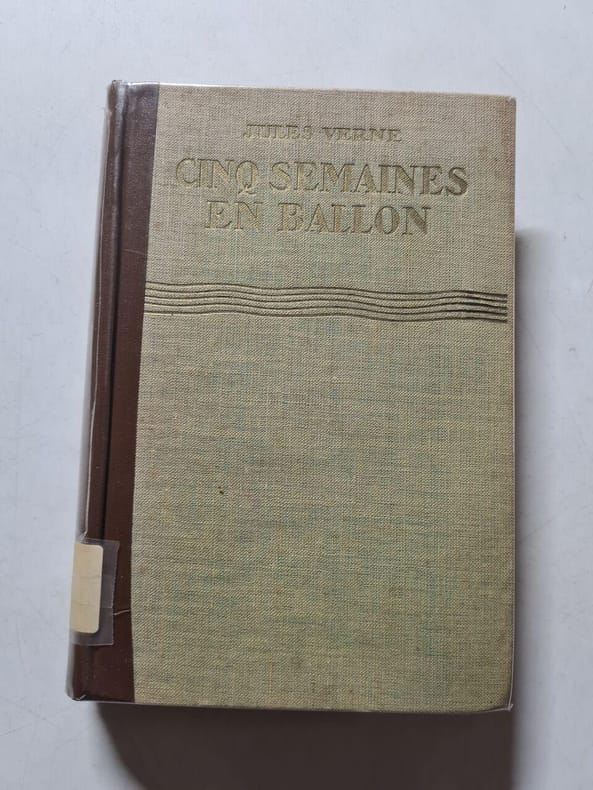 JULES VERNE
CINQ SEMAINES
EN BALLON